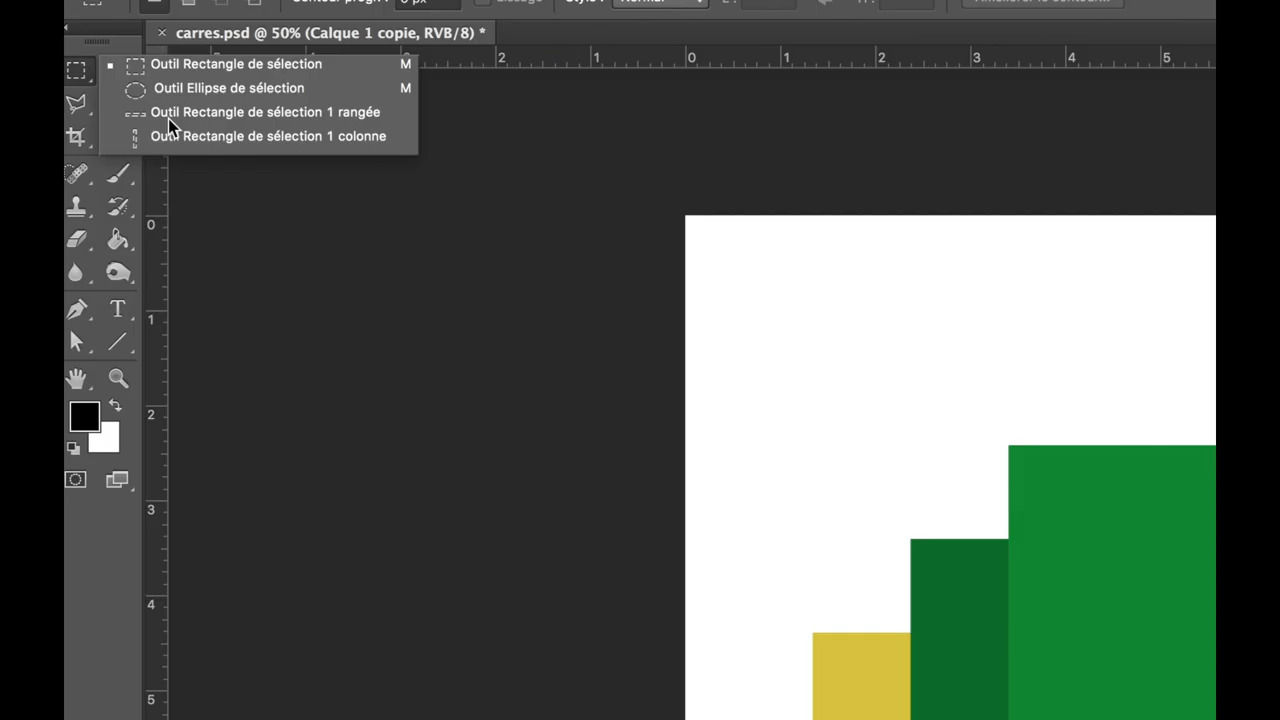 carres.psd @ 50% (Calque 1 copie, RVB/8) *
2 1 0 1 2 3 4 5
Outil Rectangle de sélection M
Outil Ellipse de sélection M
Outil Rectangle de sélection 1 rangée
Outil Rectangle de sélection 1 colonne
T
0
1
2
3
4
5